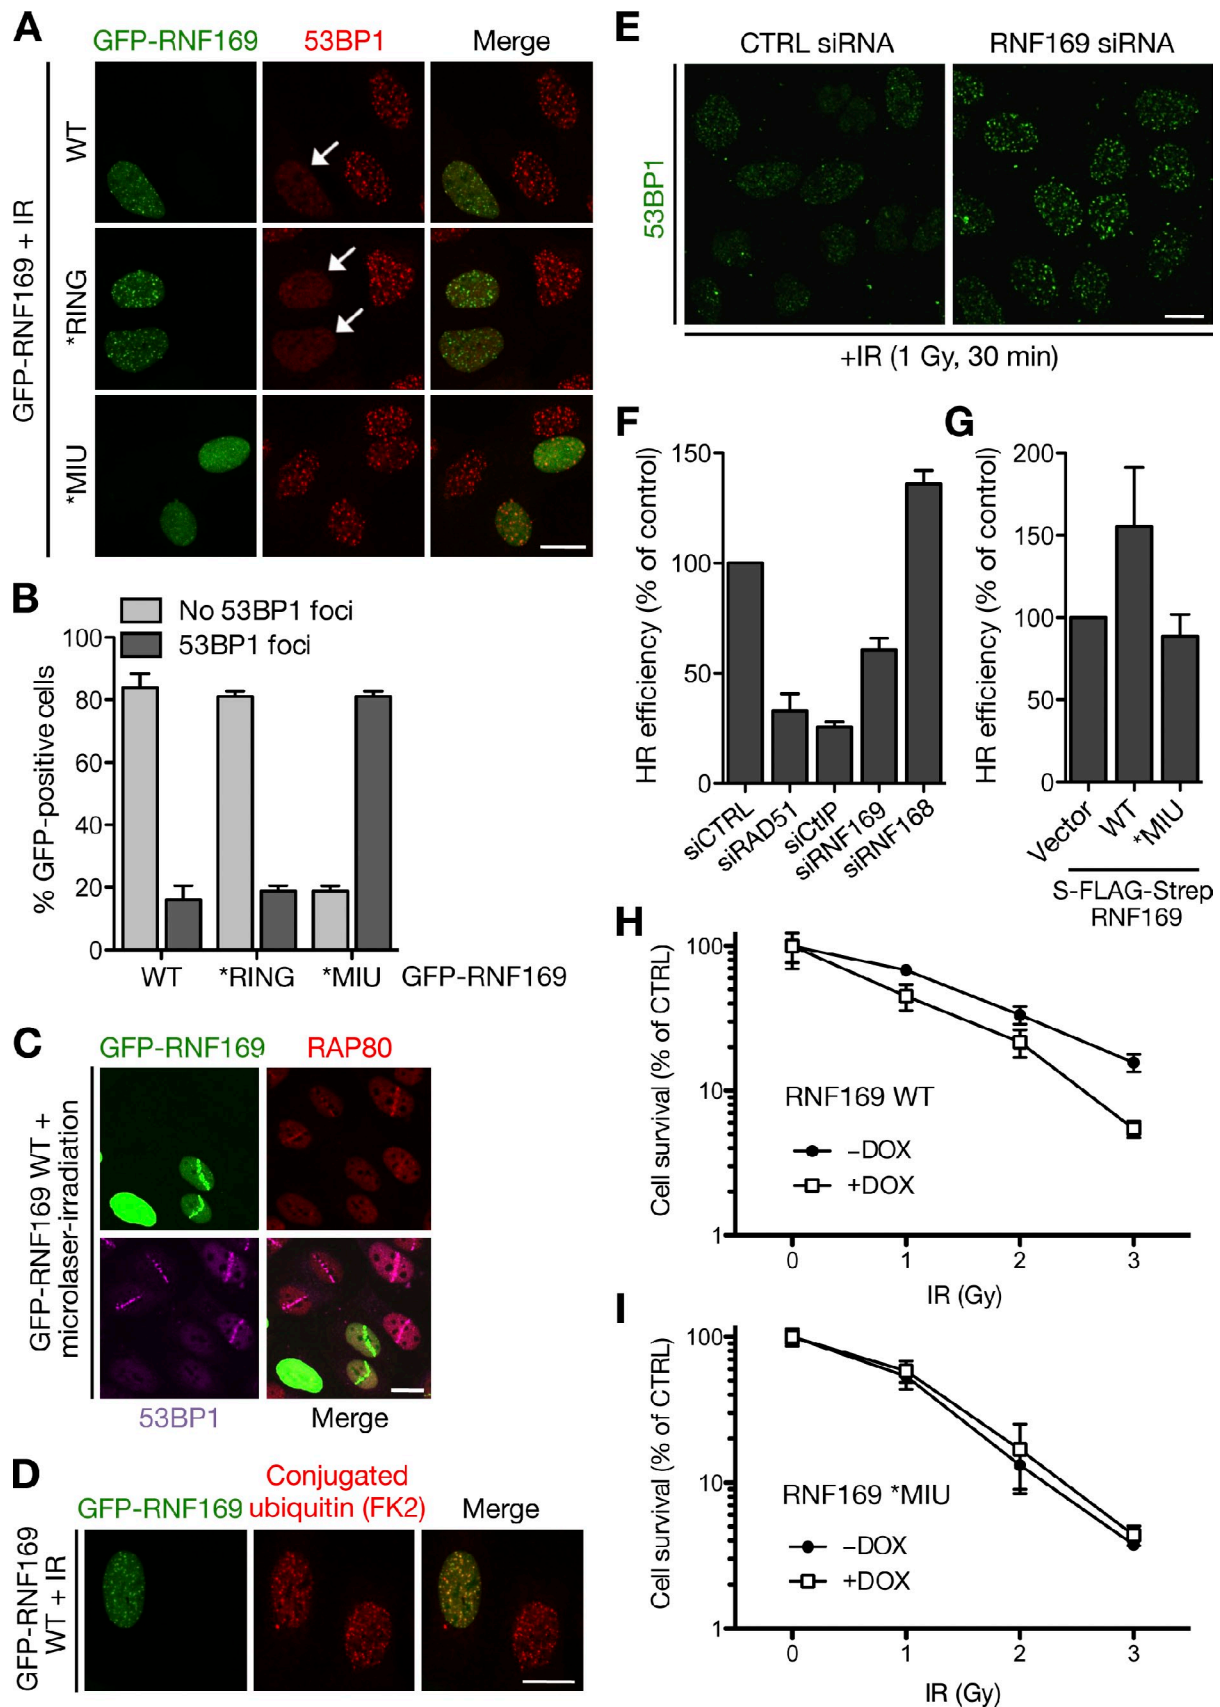 A
GFP-RNF169 53BP1 Merge
GFP-RNF169 + IR
WT
*RING
*MIU
B
No 53BP1 foci
53BP1 foci
% GFP-positive cells
100
80
60
40
20
0
WT *RING *MIU GFP-RNF169
C
GFP-RNF169 RAP80
GFP-RNF169 WT +
microlaser-irradiation
53BP1 Merge
D
GFP-RNF169 Conjugated
ubiquitin (FK2) Merge
GFP-RNF169
WT + IR
E
CTRL siRNA RNF169 siRNA
53BP1
+IR (1 Gy, 30 min)
F
HR efficiency (% of control)
150
100
50
0
siCTRL
siRAD51
siCtIP
siRNF169
siRNF168
G
HR efficiency (% of control)
200
150
100
50
0
Vector
WT
*MIU
S-FLAG-Strep
RNF169
H
Cell survival (% of CTRL)
100
10
1
RNF169 WT
–DOX
+DOX
0 1 2 3
IR (Gy)
I
Cell survival (% of CTRL)
100
10
1
RNF169 *MIU
–DOX
+DOX
0 1 2 3
IR (Gy)